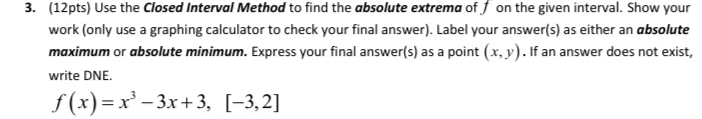 3. (12pts) Use the Closed Interval Method to find the absolute extrema of f on the given interval. Show your
work (only use a graphing calculator to check your final answer). Label your answer(s) as either an absolute
maximum or absolute minimum. Express your final answer(s) as a point (x, y). If an answer does not exist,
write DNE.
f(x) = x³ – 3x + 3, [–3, 2]